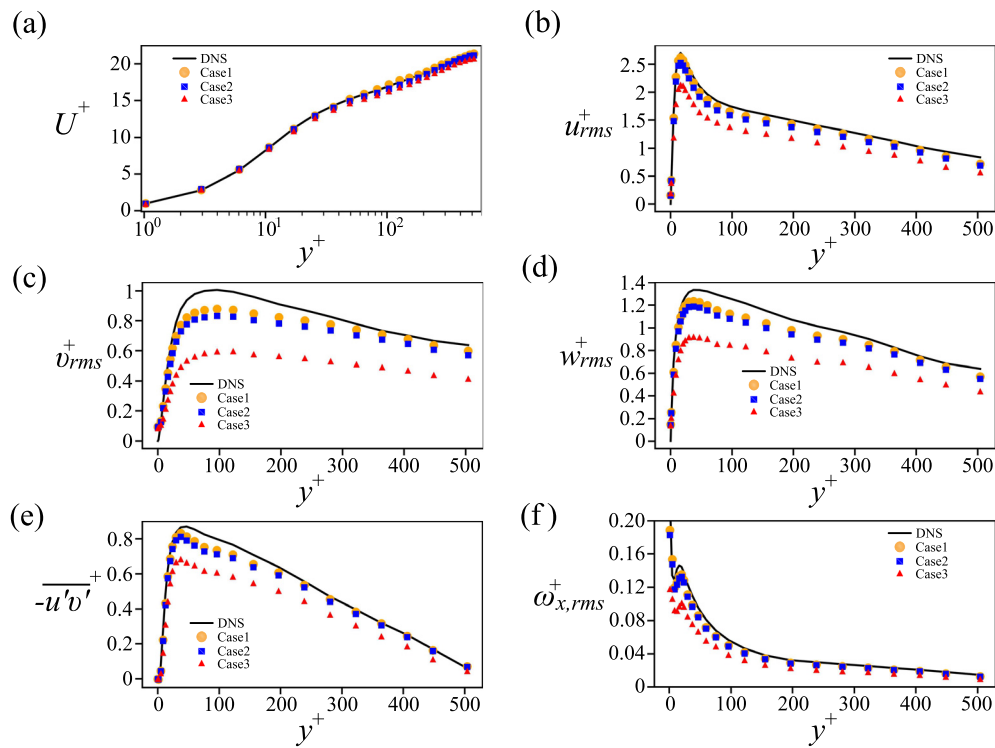 (a)
U⁺
20
15
10
5
0
DNS
Case1
Case2
Case3
10⁰ 10¹ 10²
y⁺
(b)
u⁺rms
2.5
2
1.5
1
0.5
0
DNS
Case1
Case2
Case3
0 100 200 300 400 500
y⁺
(c)
υ⁺rms
1
0.8
0.6
0.4
0.2
0
DNS
Case1
Case2
Case3
0 100 200 300 400 500
y⁺
(d)
w⁺rms
1.4
1.2
1
0.8
0.6
0.4
0.2
0
DNS
Case1
Case2
Case3
0 100 200 300 400 500
y⁺
(e)
-u'υ'⁺
0.8
0.6
0.4
0.2
0
DNS
Case1
Case2
Case3
0 100 200 300 400 500
y⁺
(f)
ω⁺x,rms
0.20
0.16
0.12
0.08
0.04
0
DNS
Case1
Case2
Case3
0 100 200 300 400 500
y⁺